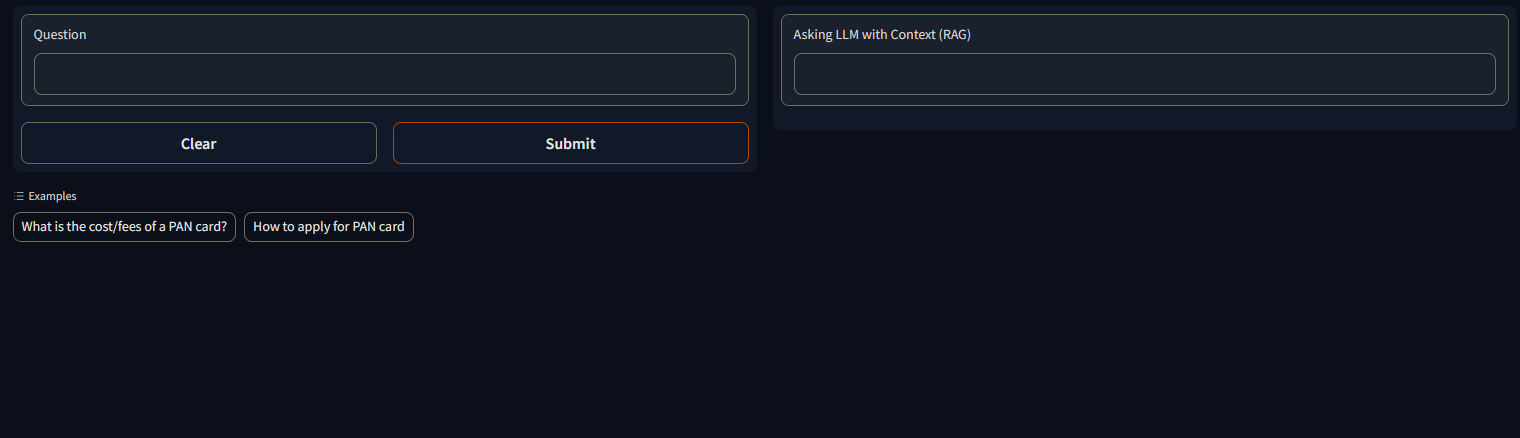 Question
Asking LLM with Context (RAG)
Clear
Submit
Examples
What is the cost/fees of a PAN card?
How to apply for PAN card